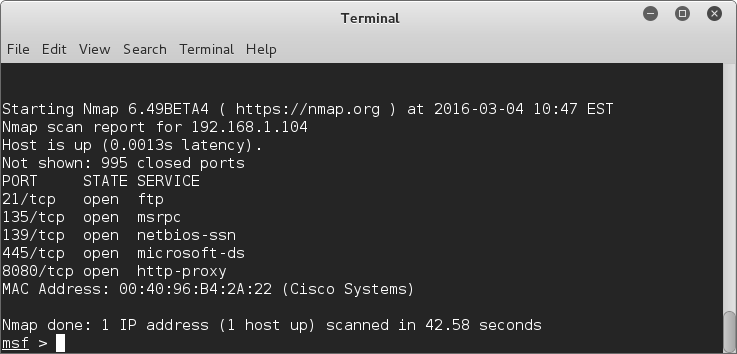 Terminal
File Edit View Search Terminal Help
Starting Nmap 6.49BETA4 ( https://nmap.org ) at 2016-03-04 10:47 EST
Nmap scan report for 192.168.1.104
Host is up (0.0013s latency).
Not shown: 995 closed ports
PORT     STATE SERVICE
21/tcp   open  ftp
135/tcp  open  msrpc
139/tcp  open  netbios-ssn
445/tcp  open  microsoft-ds
8080/tcp open  http-proxy
MAC Address: 00:40:96:B4:2A:22 (Cisco Systems)
Nmap done: 1 IP address (1 host up) scanned in 42.58 seconds
msf >